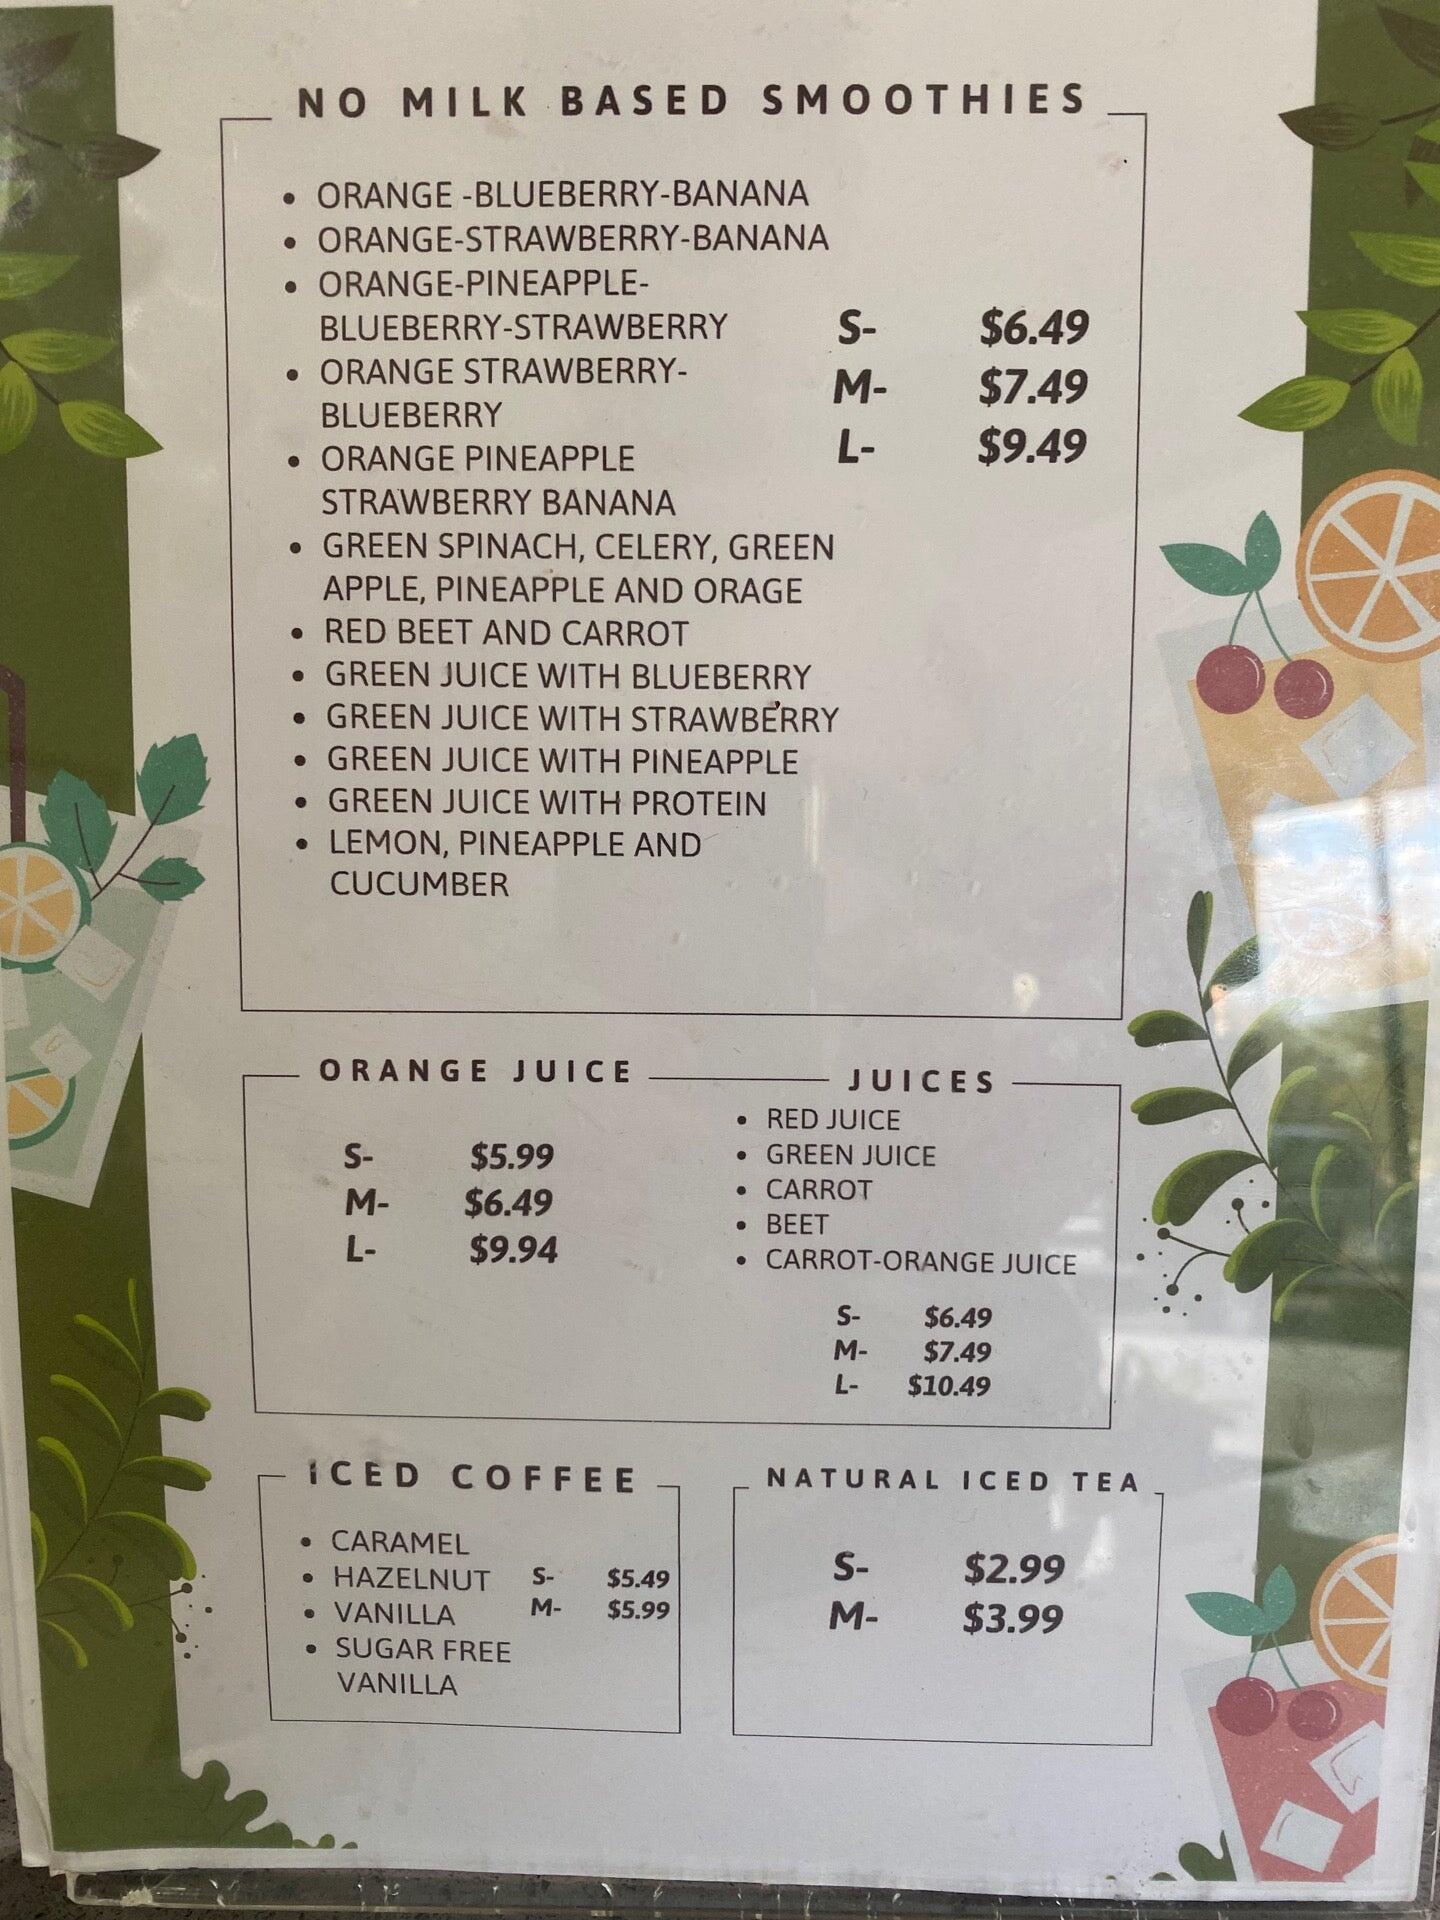 NO MILK BASED SMOOTHIES
• ORANGE -BLUEBERRY-BANANA
• ORANGE-STRAWBERRY-BANANA
• ORANGE-PINEAPPLE-
BLUEBERRY-STRAWBERRY
• ORANGE STRAWBERRY-
BLUEBERRY
• ORANGE PINEAPPLE
STRAWBERRY BANANA
• GREEN SPINACH, CELERY, GREEN
APPLE, PINEAPPLE AND ORAGE
• RED BEET AND CARROT
• GREEN JUICE WITH BLUEBERRY
• GREEN JUICE WITH STRAWBERRY
• GREEN JUICE WITH PINEAPPLE
• GREEN JUICE WITH PROTEIN
• LEMON, PINEAPPLE AND
CUCUMBER
S- $6.49
M- $7.49
L- $9.49
ORANGE JUICE
S- $5.99
M- $6.49
L- $9.94
JUICES
• RED JUICE
• GREEN JUICE
• CARROT
• BEET
• CARROT-ORANGE JUICE
S- $6.49
M- $7.49
L- $10.49
ICED COFFEE
• CARAMEL
• HAZELNUT
• VANILLA
• SUGAR FREE
VANILLA
S- $5.49
M- $5.99
NATURAL ICED TEA
S- $2.99
M- $3.99